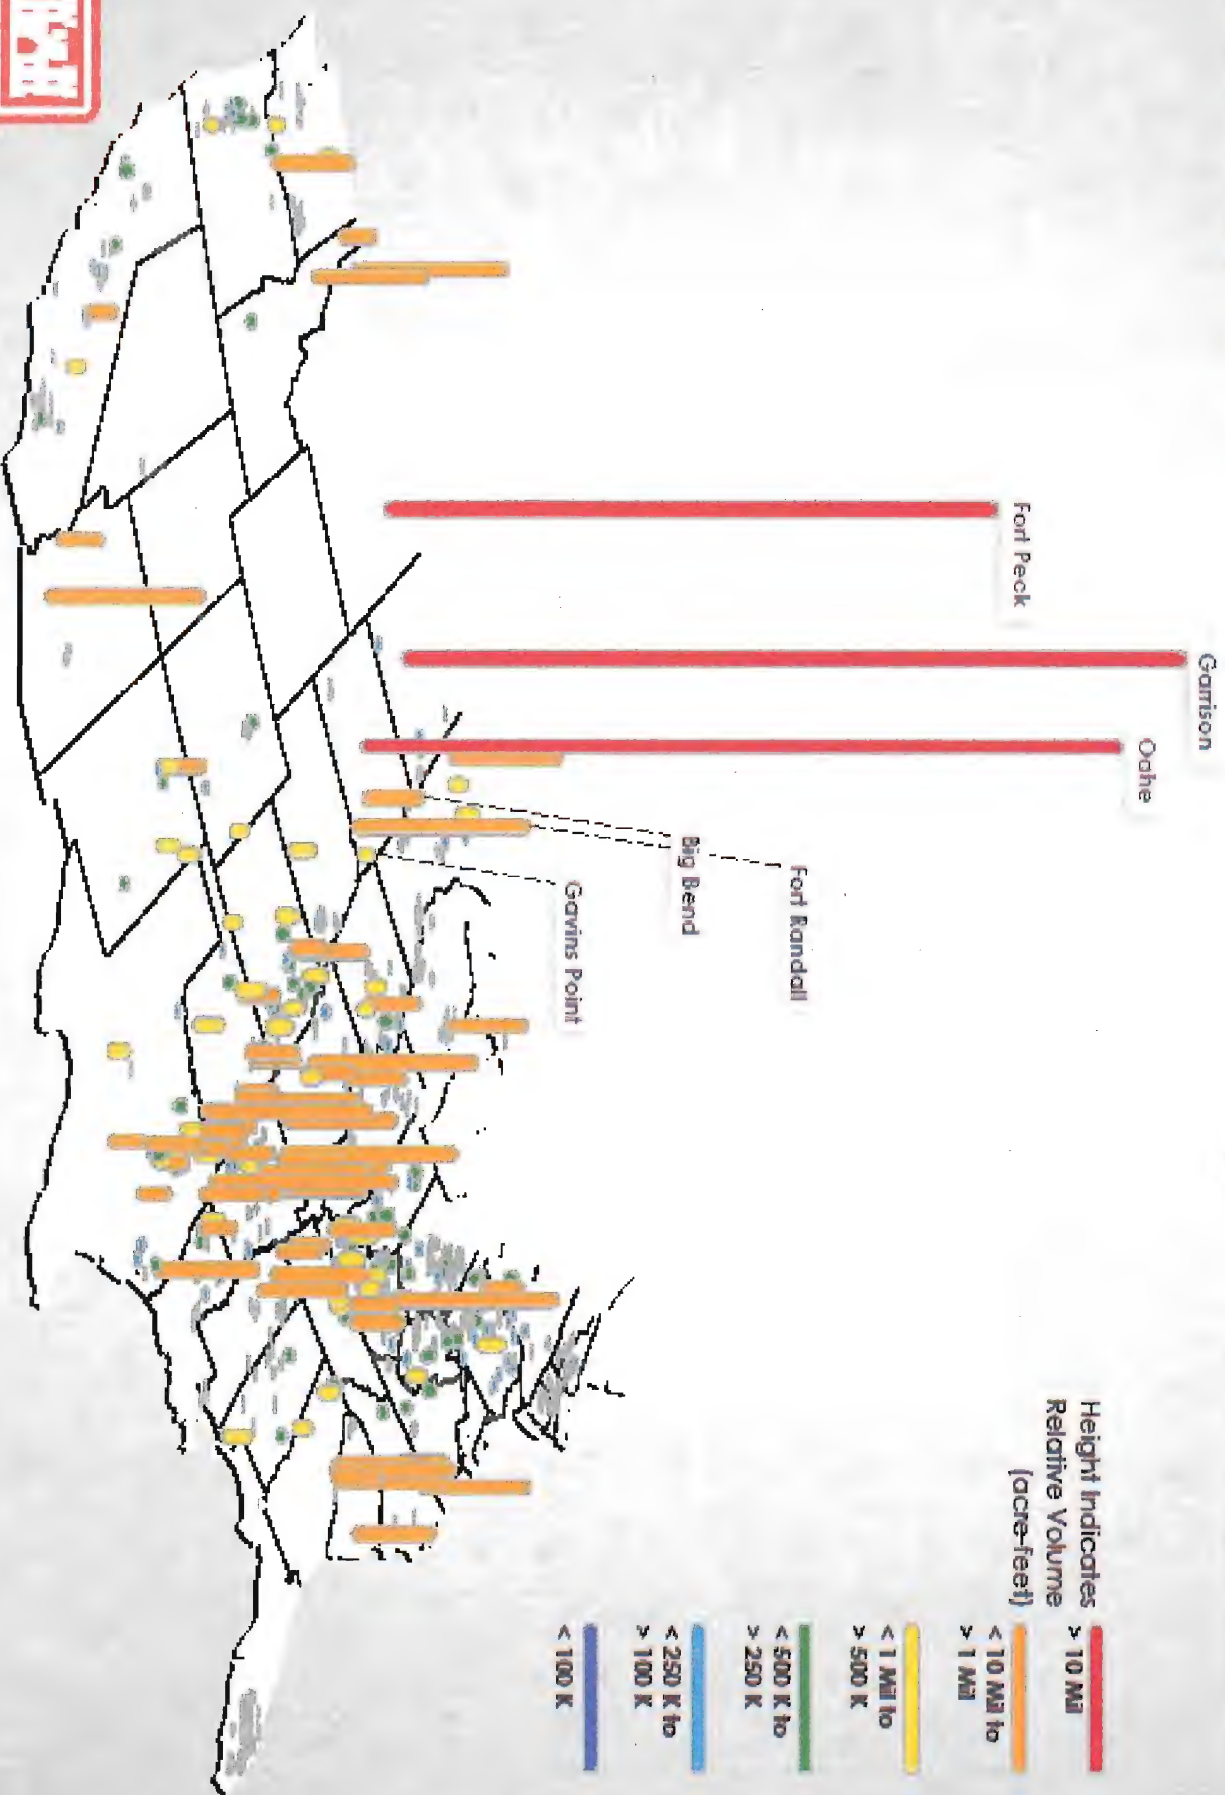 Fort Peck
Garrison
Oahe
Big Bend
Fort Randall
Gavins Point
Height Indicates
Relative Volume
(acre-feet)
> 10 Mil
< 10 Mil to
> 1 Mil
< 1 Mil to
> 500 K
< 500 K to
> 250 K
< 250 K to
> 100 K
< 100 K